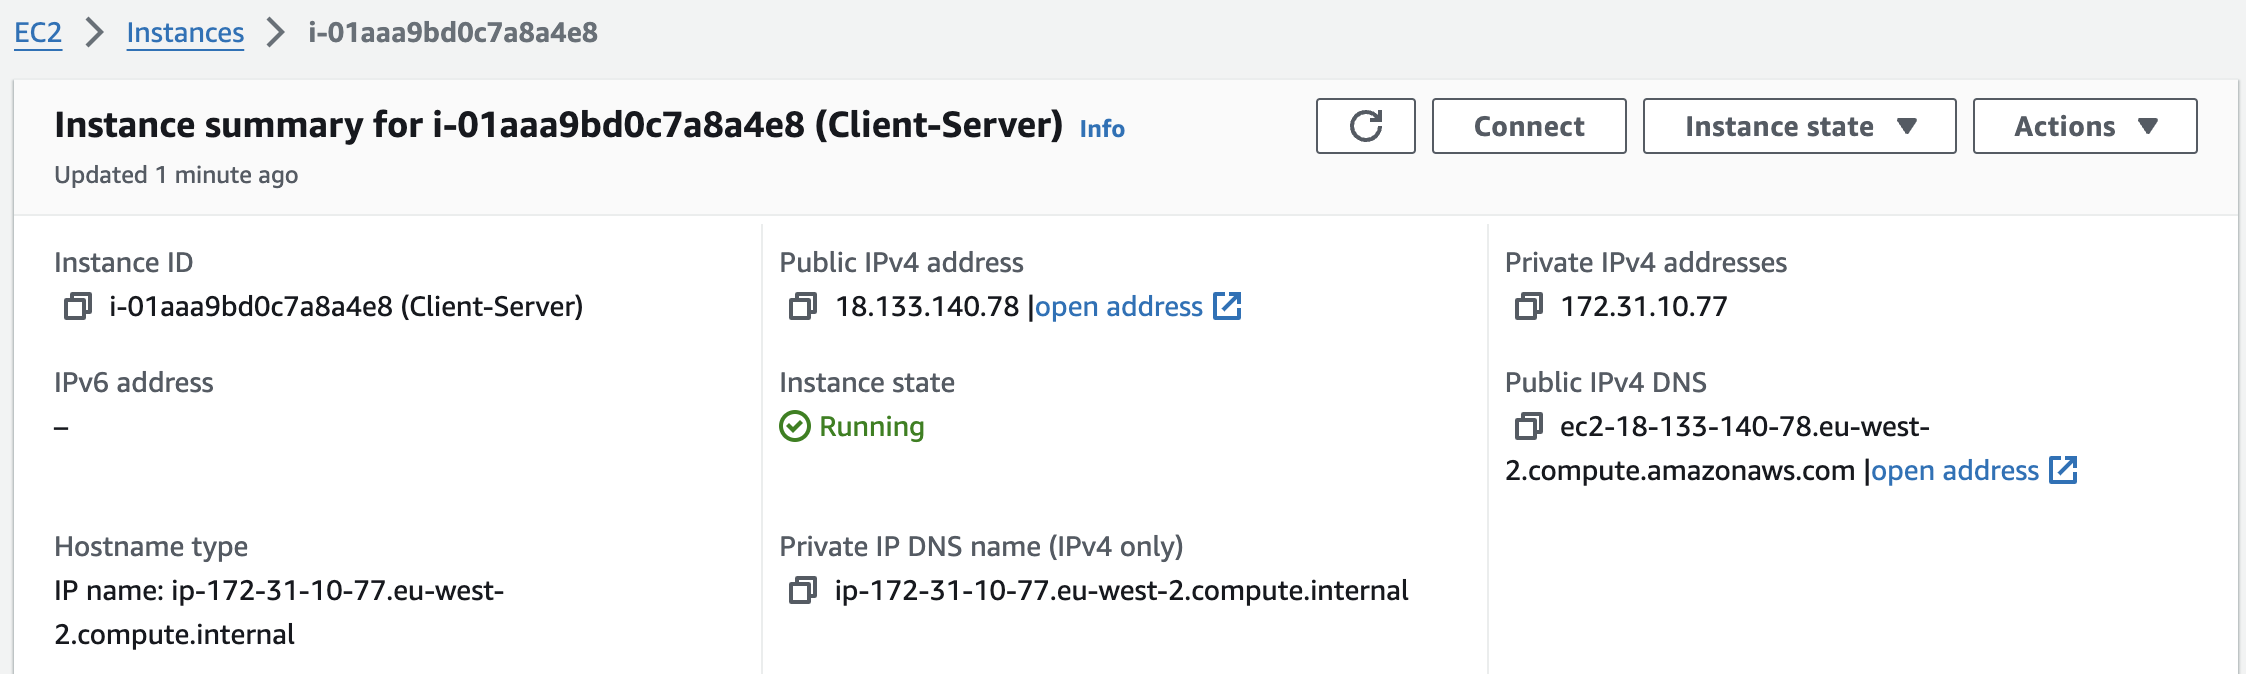 EC2 > Instances > i-01aaa9bd0c7a8a4e8
Instance summary for i-01aaa9bd0c7a8a4e8 (Client-Server) Info
Updated 1 minute ago
Connect
Instance state
Actions
Instance ID
i-01aaa9bd0c7a8a4e8 (Client-Server)
Public IPv4 address
18.133.140.78 |open address
Private IPv4 addresses
172.31.10.77
IPv6 address
–
Instance state
Running
Public IPv4 DNS
ec2-18-133-140-78.eu-west-
2.compute.amazonaws.com |open address
Hostname type
IP name: ip-172-31-10-77.eu-west-
2.compute.internal
Private IP DNS name (IPv4 only)
ip-172-31-10-77.eu-west-2.compute.internal